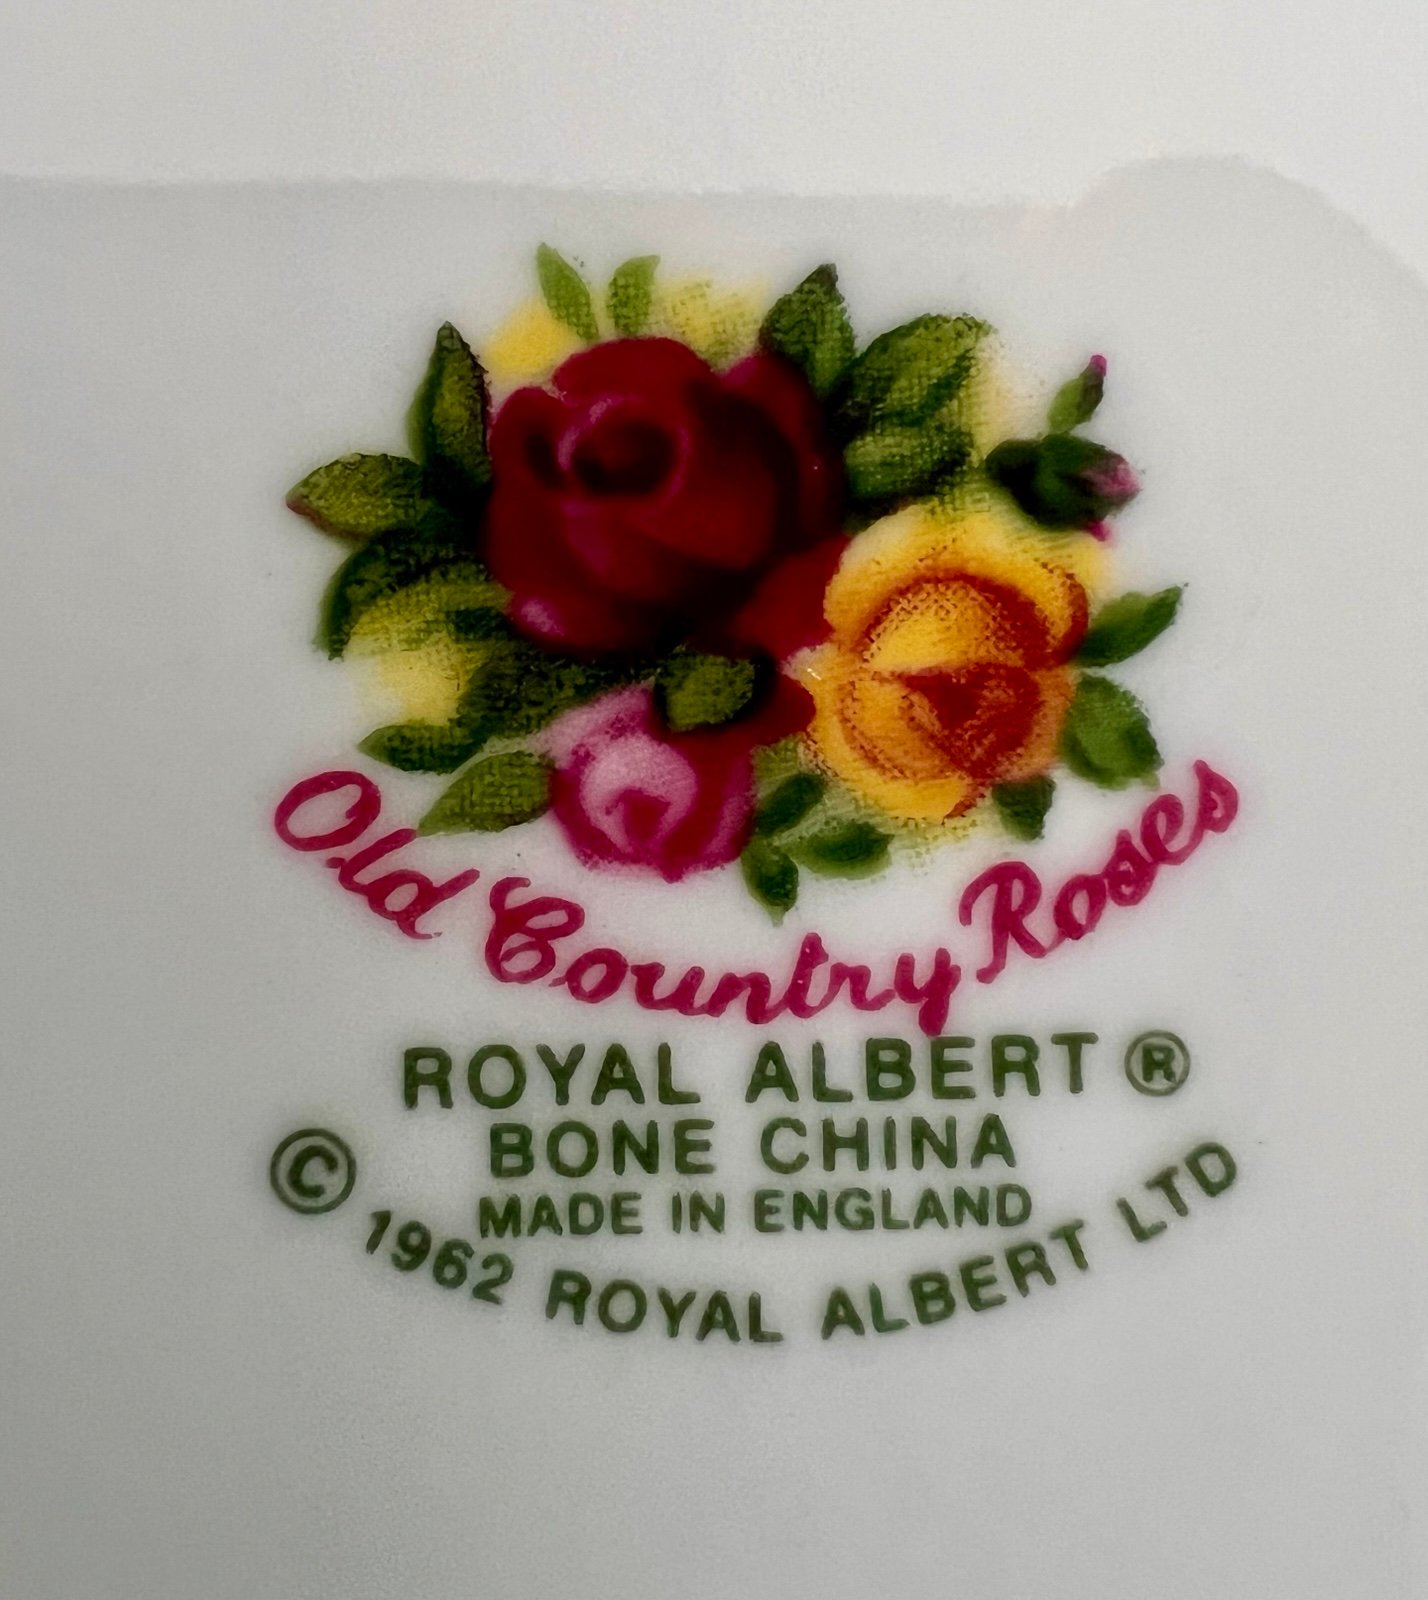 Old Country Roses
ROYAL ALBERT ®
BONE CHINA
MADE IN ENGLAND
© 1962 ROYAL ALBERT LTD